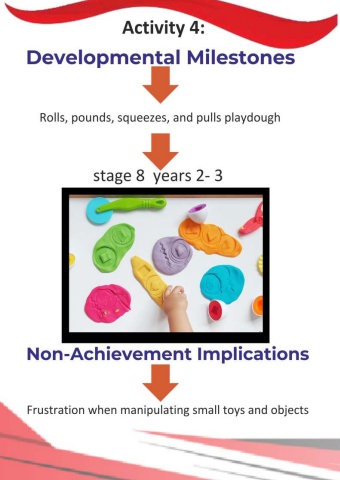 Activity 4:
Developmental Milestones
Rolls, pounds, squeezes, and pulls playdough
stage 8 years 2- 3
Non-Achievement Implications
Frustration when manipulating small toys and objects